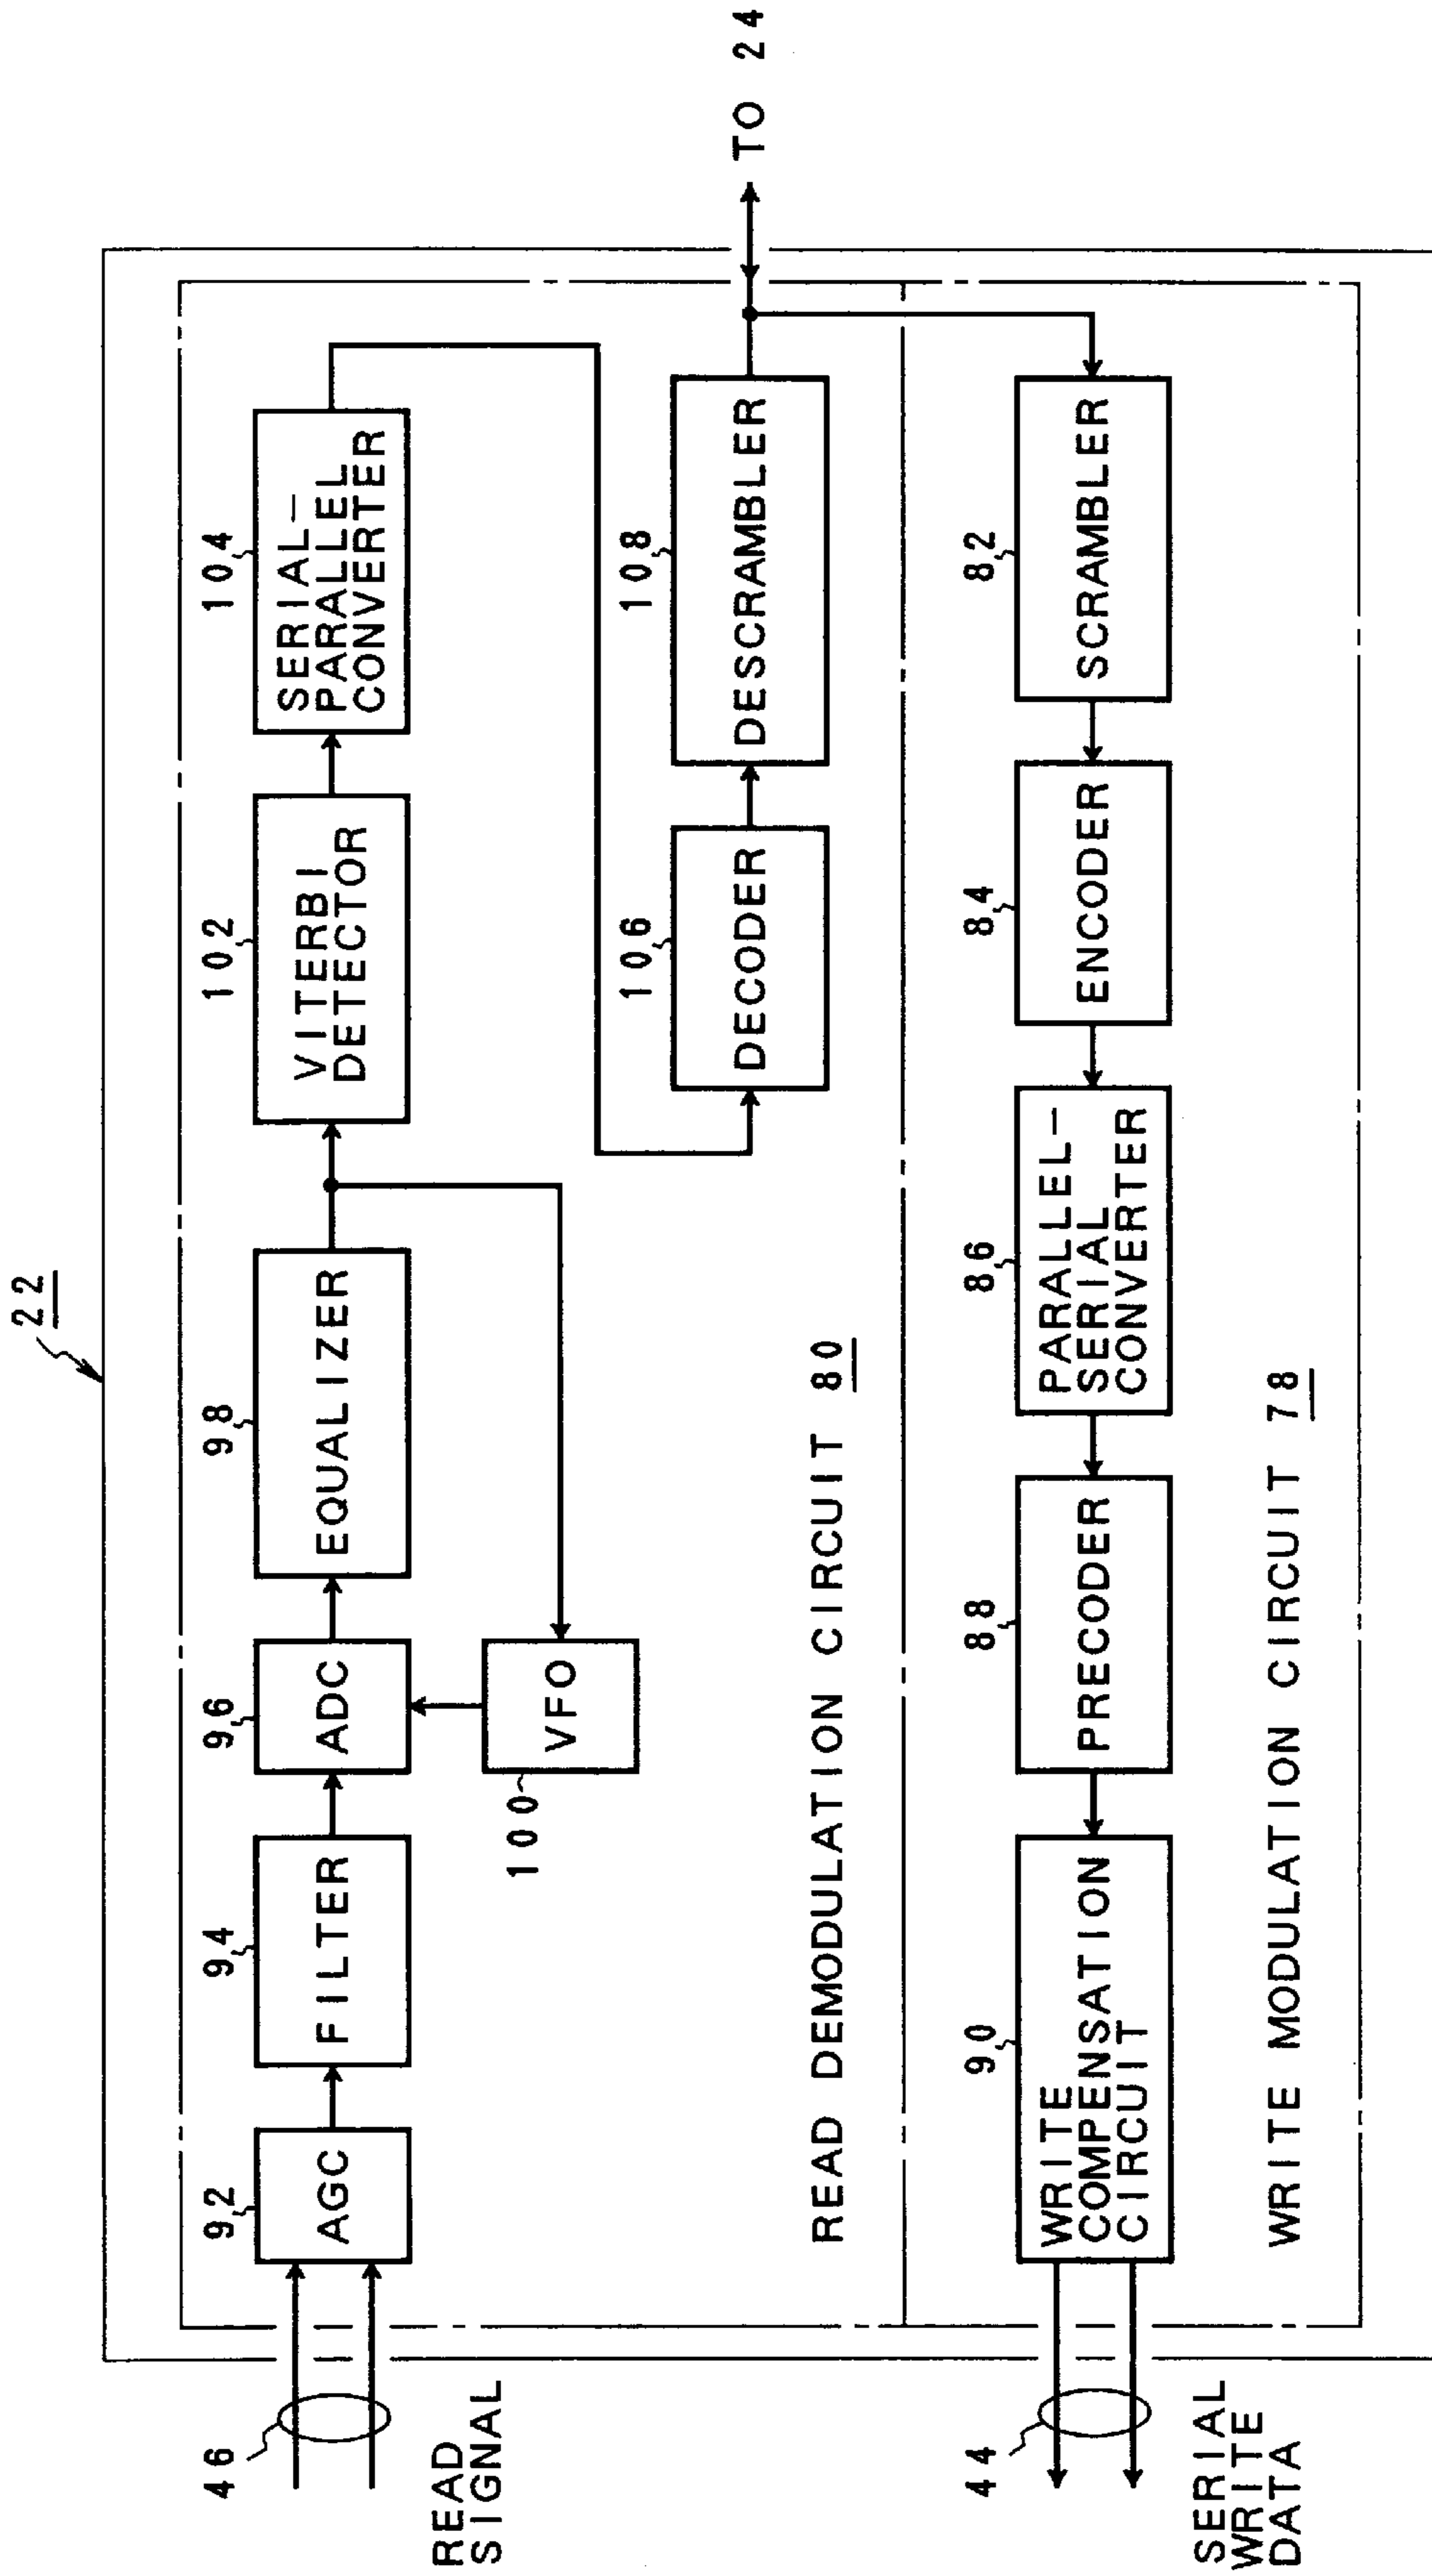 22
92
94
96
98
102
104
AGC
FILTER
ADC
EQUALIZER
VITERBI
DETECTOR
SERIAL-
PARALLEL
CONVERTER
46
READ
SIGNAL
100
VFO
106
108
DECODER
DESCRAMBLER
TO 24
READ DEMODULATION CIRCUIT 80
90
88
86
84
82
WRITE
COMPENSATION
CIRCUIT
PRECODER
PARALLEL-
SERIAL
CONVERTER
ENCODER
SCRAMBLER
44
SERIAL
WRITE
DATA
WRITE MODULATION CIRCUIT 78